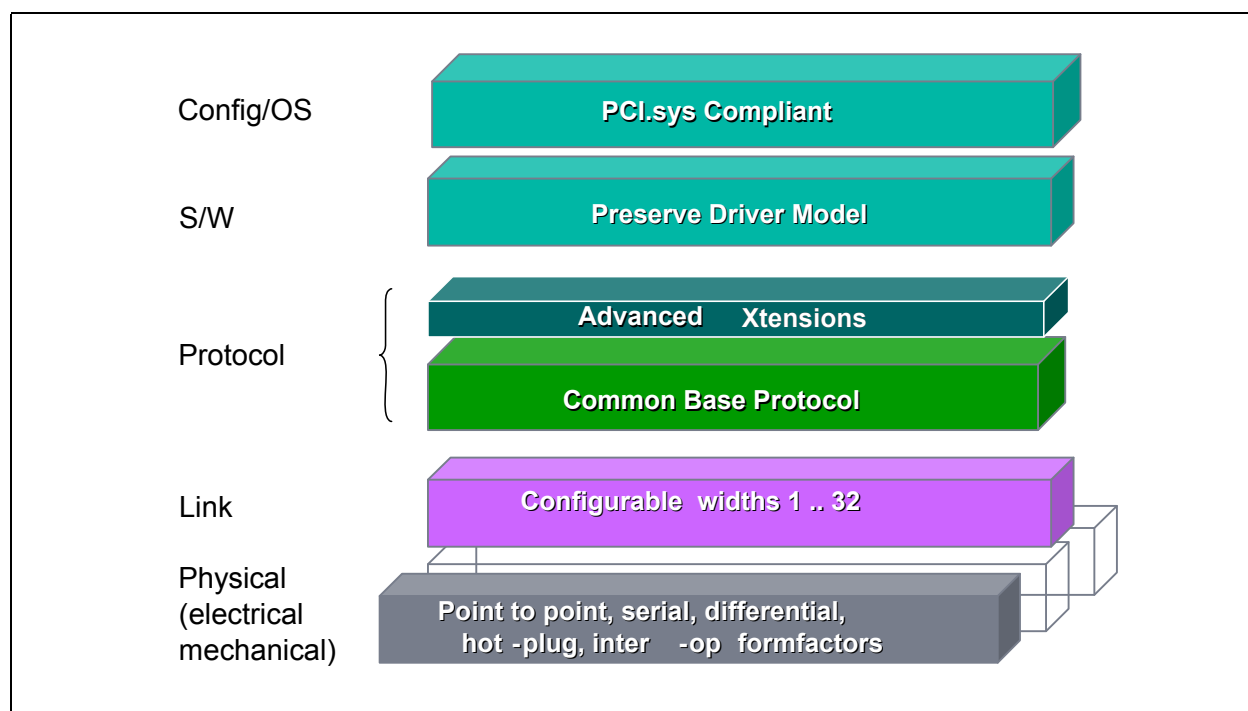 Config/OS
PCI.sys Compliant
S/W
Preserve Driver Model
Advanced Xtensions
Protocol
Common Base Protocol
Link
Configurable widths 1 .. 32
Physical
(electrical
mechanical)
Point to point, serial, differential,
hot -plug, inter -op formfactors